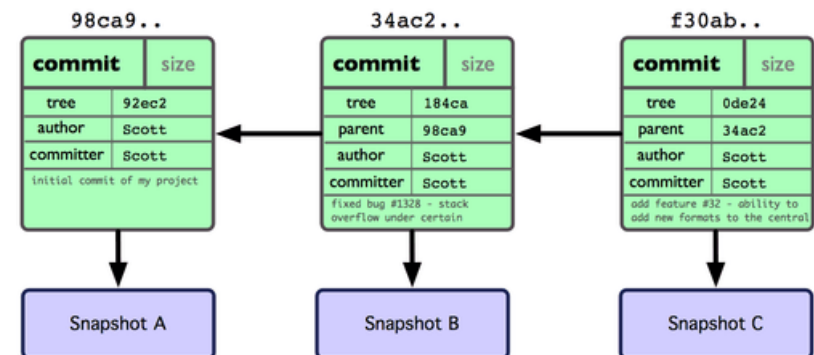 98ca9..
34ac2..
f30ab..
commit size
tree 92ec2
author Scott
committer Scott
initial commit of my project
commit size
tree 184ca
parent 98ca9
author Scott
committer Scott
fixed bug #1328 - stack
overflow under certain
commit size
tree 0de24
parent 34ac2
author Scott
committer Scott
add feature #32 - ability to
add new formats to the central
Snapshot A
Snapshot B
Snapshot C